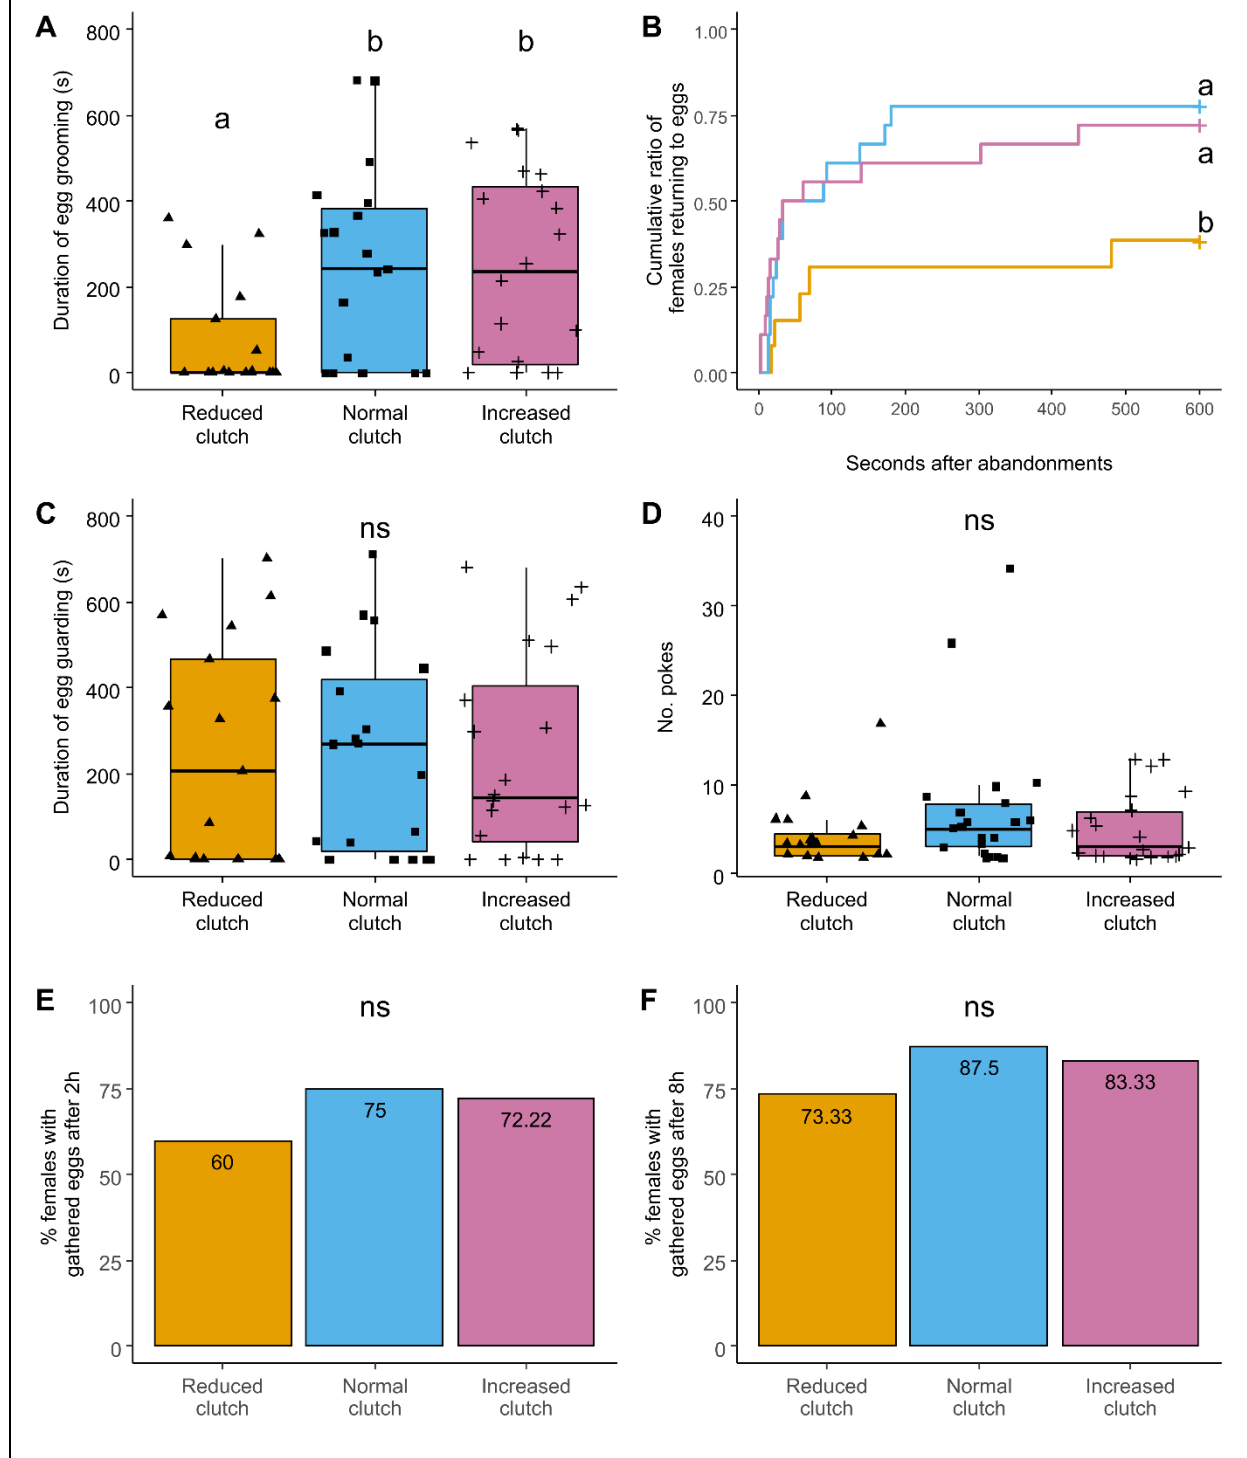 A
Duration of egg grooming (s)
800
600
400
200
0
a
b
b
Reduced
clutch
Normal
clutch
Increased
clutch
B
Cumulative ratio of
females returning to eggs
1.00
0.75
0.50
0.25
0.00
a
a
b
0
100
200
300
400
500
600
Seconds after abandonments
C
Duration of egg guarding (s)
800
600
400
200
0
ns
Reduced
clutch
Normal
clutch
Increased
clutch
D
No. pokes
40
30
20
10
0
ns
Reduced
clutch
Normal
clutch
Increased
clutch
E
% females with
gathered eggs after 2h
100
75
50
25
0
ns
60
75
72.22
Reduced
clutch
Normal
clutch
Increased
clutch
F
% females with
gathered eggs after 8h
100
75
50
25
0
ns
73.33
87.5
83.33
Reduced
clutch
Normal
clutch
Increased
clutch